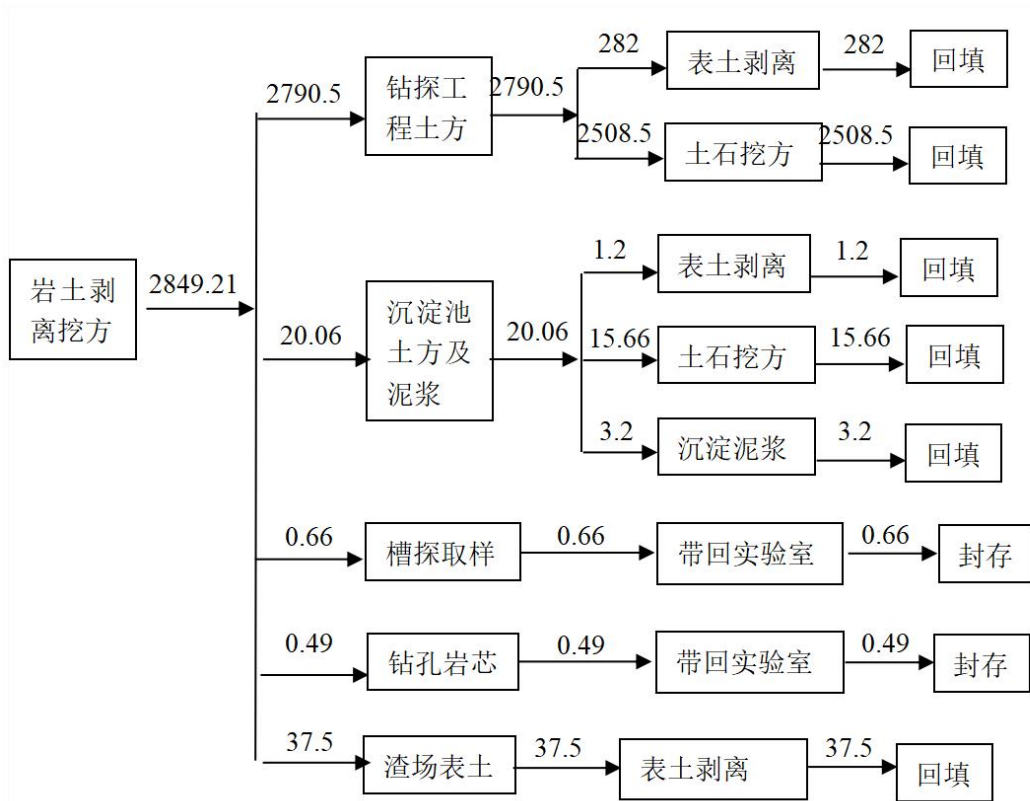 282
表土剥离
282
回填
2790.5
钻探工
程土方
2790.5
2508.5
土石挖方
2508.5
回填
岩土剥
离挖方
2849.21
1.2
表土剥离
1.2
回填
20.06
沉淀池
土方及
泥浆
20.06
15.66
土石挖方
15.66
回填
3.2
沉淀泥浆
3.2
回填
0.66
槽探取样
0.66
带回实验室
0.66
封存
0.49
钻孔岩芯
0.49
带回实验室
0.49
封存
37.5
渣场表土
37.5
表土剥离
37.5
回填